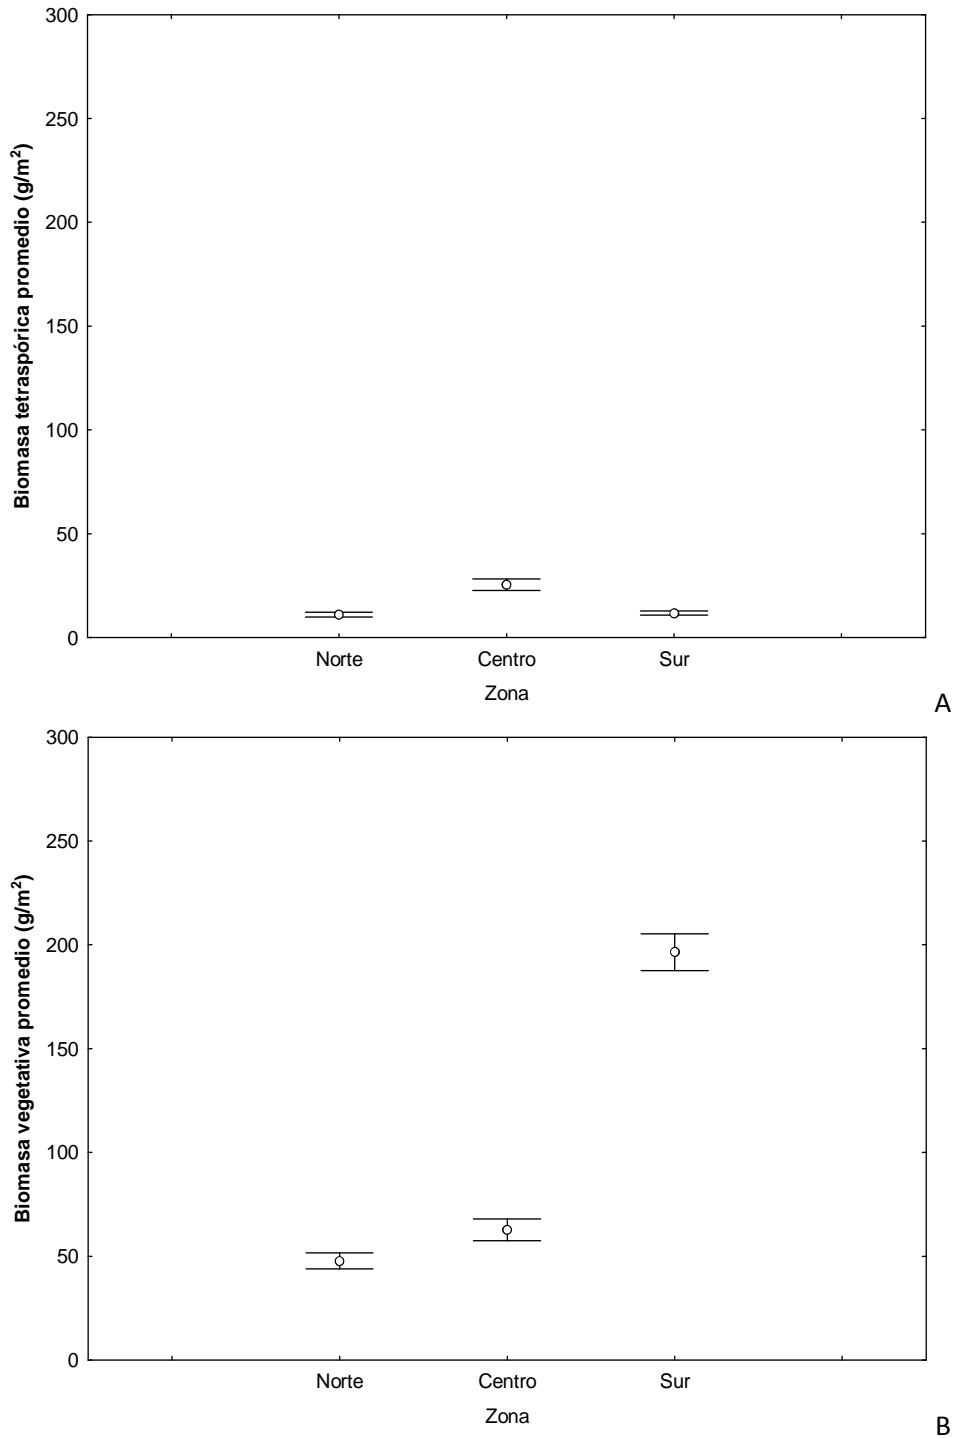 300
250
200
150
100
50
0
Biomasa tetraspórica promedio (g/m²)
Norte Centro Sur
Zona
A
300
250
200
150
100
50
0
Biomasa vegetativa promedio (g/m²)
Norte Centro Sur
Zona
B